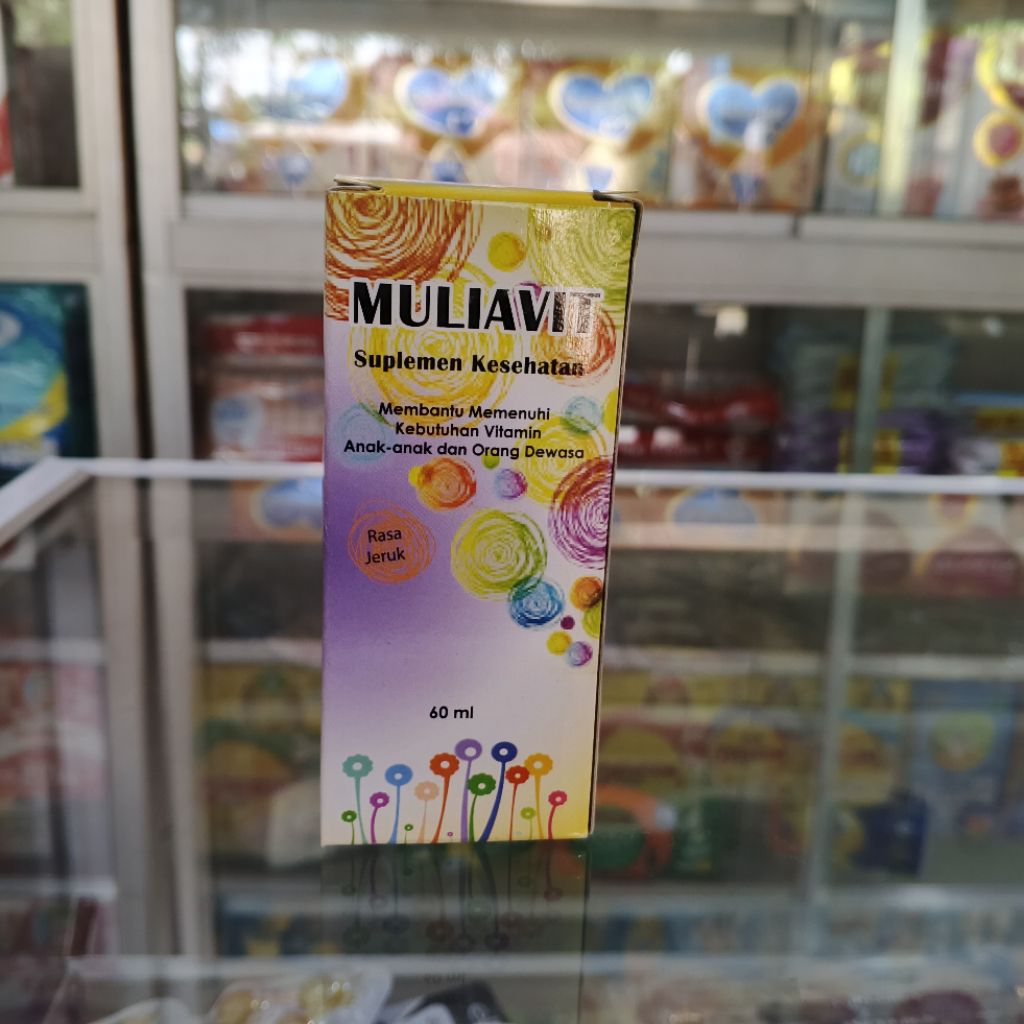 MULIAVIT
Suplemen Kesehatan
Membantu Memenuhi
Kebutuhan Vitamin
Anak-anak dan Orang Dewasa
Rasa
Jeruk
60 ml